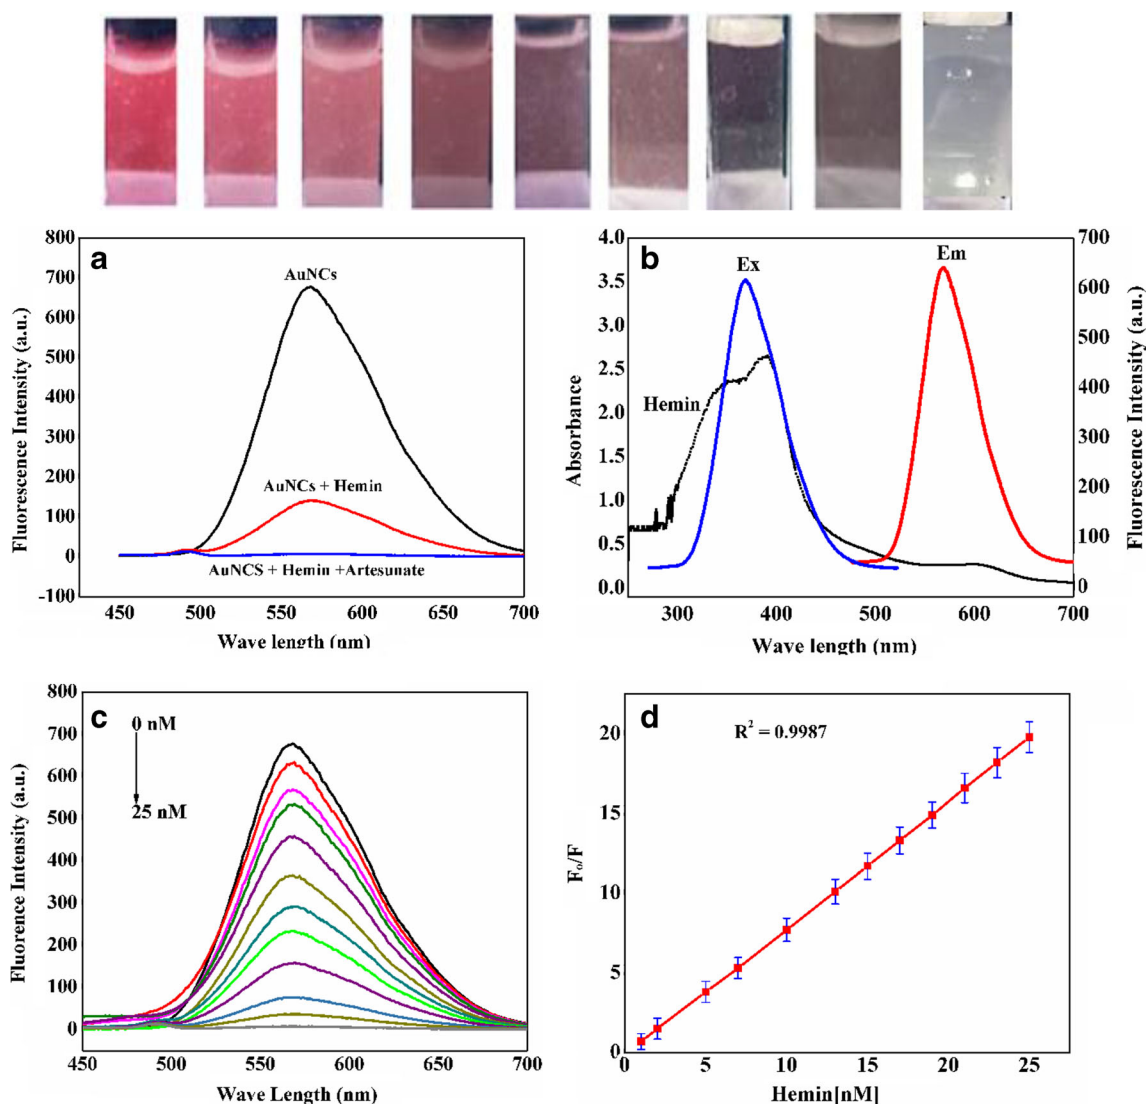 a
800
700
600
500
400
300
200
100
0
-100
Fluorescence Intensity (a.u.)
AuNCs
AuNCs + Hemin
AuNCS + Hemin +Artesunate
450 500 550 600 650 700
Wave length (nm)
b
4.0
3.5
3.0
2.5
2.0
1.5
1.0
0.5
0.0
Absorbance
Ex
Em
Hemin
700
600
500
400
300
200
100
0
Fluorescence Intensity (a.u.)
300 400 500 600 700
Wave length (nm)
c
800
700
600
500
400
300
200
100
0
Fluorence Intensity (a.u.)
0 nM
25 nM
450 500 550 600 650 700
Wave Length (nm)
d
R² = 0.9987
20
15
10
5
0
F₀/F
0 5 10 15 20 25
Hemin[nM]